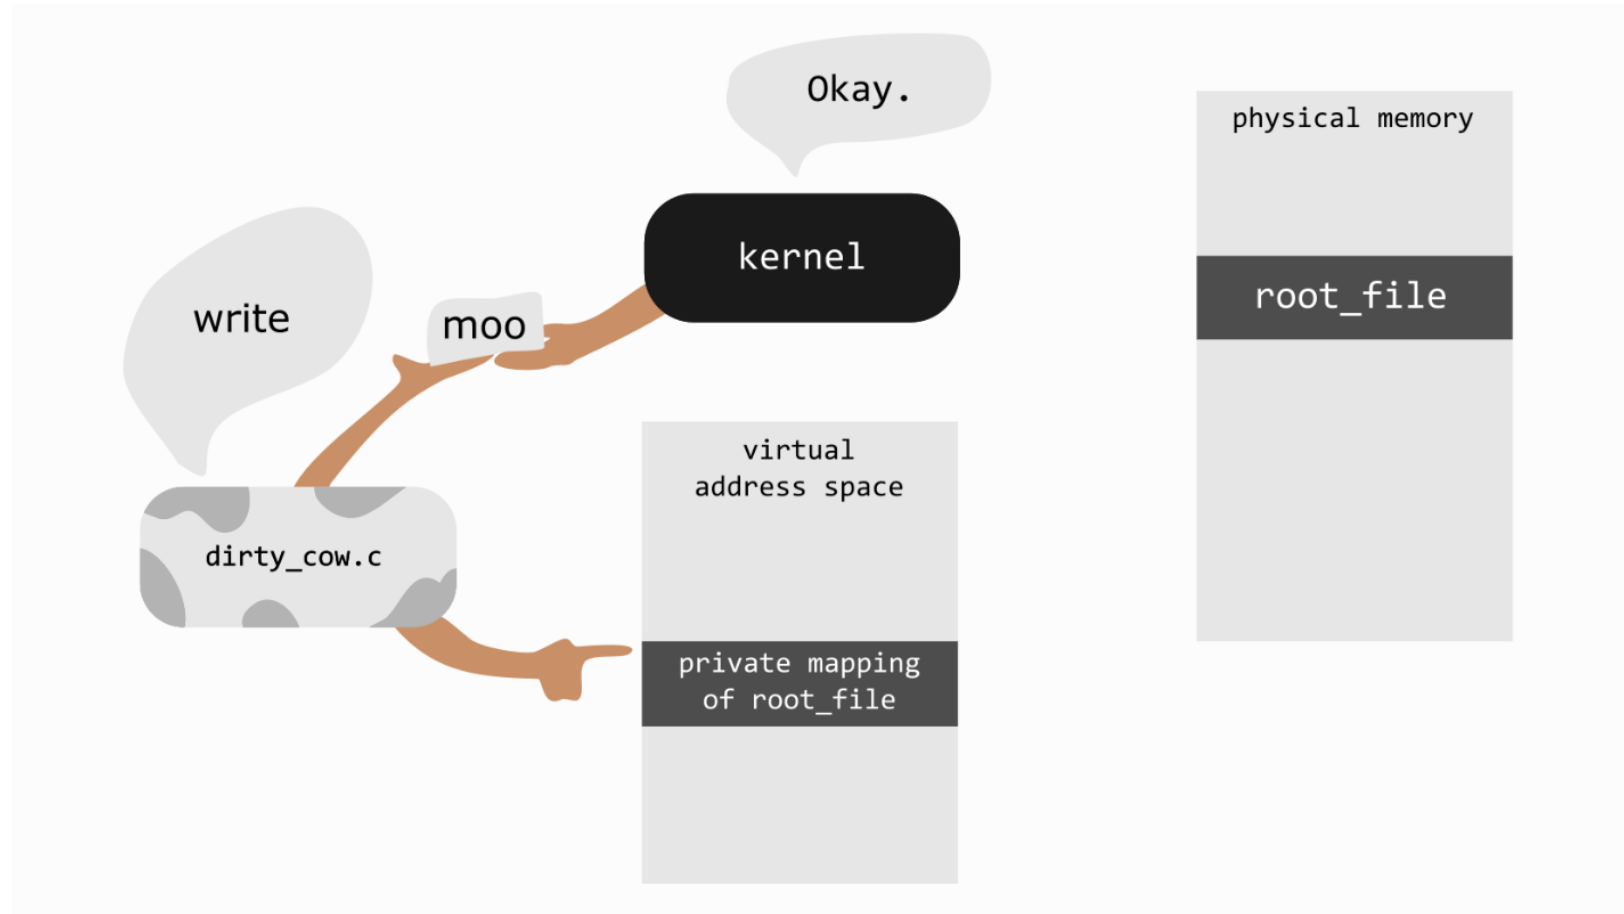 Okay.
physical memory
kernel
root_file
write
moo
virtual
address space
dirty_cow.c
private mapping
of root_file